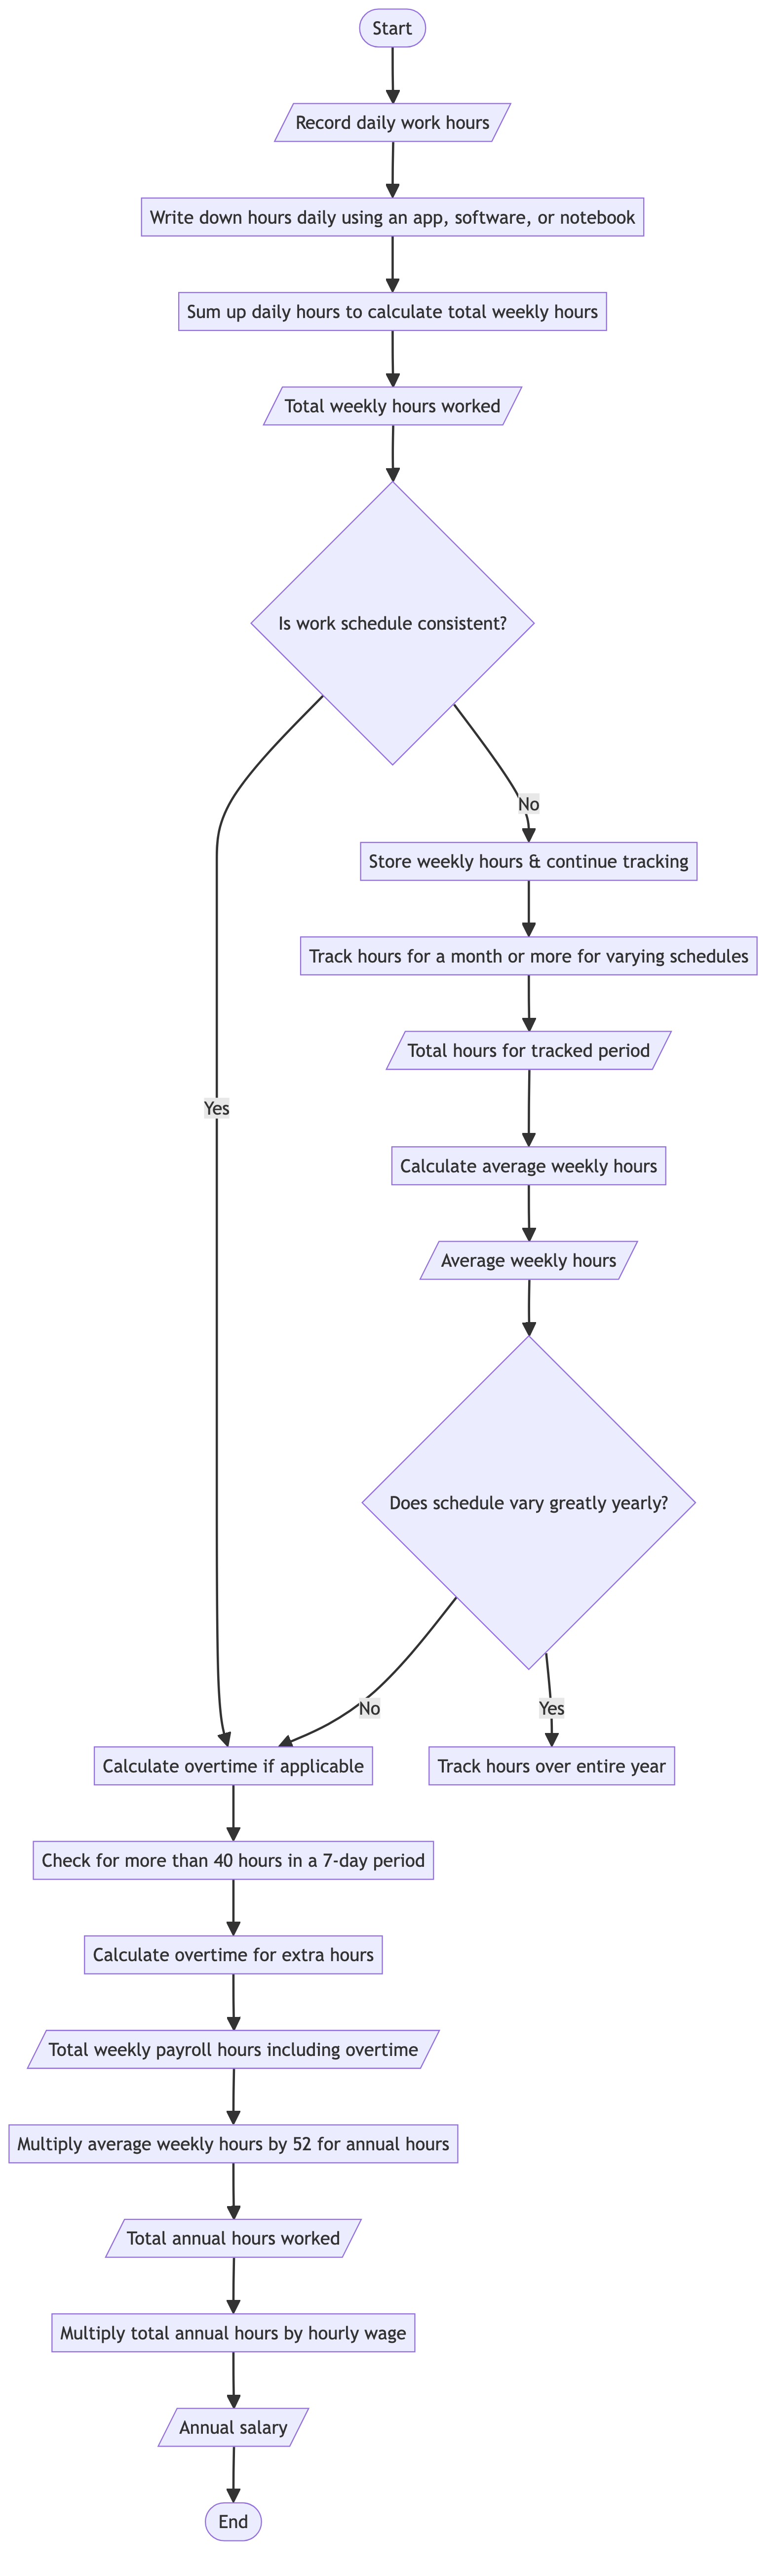 Start
Record daily work hours
Write down hours daily using an app, software, or notebook
Sum up daily hours to calculate total weekly hours
Total weekly hours worked
Is work schedule consistent?
No
Store weekly hours & continue tracking
Track hours for a month or more for varying schedules
Total hours for tracked period
Yes
Calculate average weekly hours
Average weekly hours
Does schedule vary greatly yearly?
No
Yes
Calculate overtime if applicable
Track hours over entire year
Check for more than 40 hours in a 7-day period
Calculate overtime for extra hours
Total weekly payroll hours including overtime
Multiply average weekly hours by 52 for annual hours
Total annual hours worked
Multiply total annual hours by hourly wage
Annual salary
End